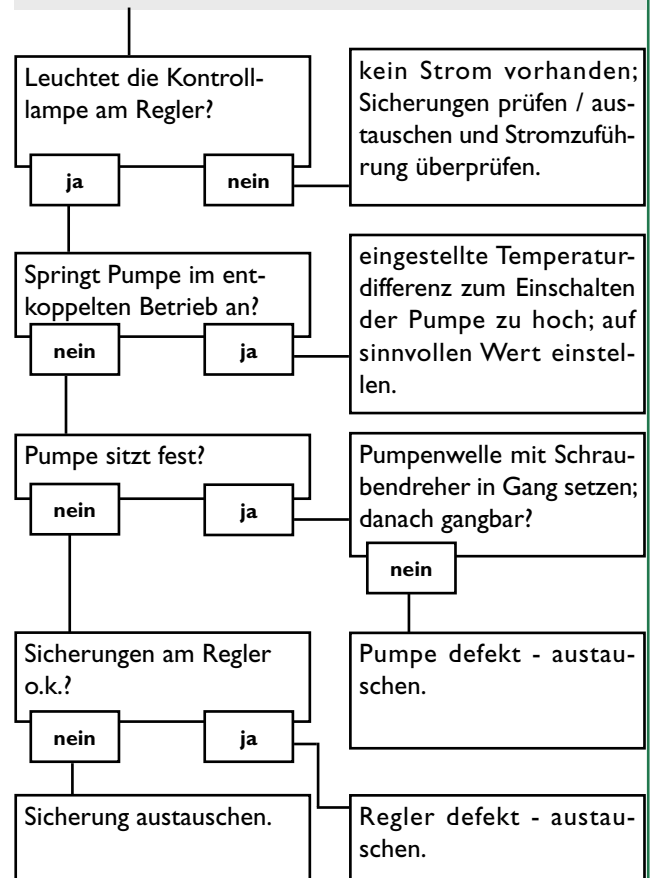 Leuchtet die Kontroll-
lampe am Regler?
ja
nein
kein Strom vorhanden;
Sicherungen prüfen / aus-
tauschen und Stromzufüh-
rung überprüfen.
Springt Pumpe im ent-
koppelten Betrieb an?
nein
ja
eingestellte Temperatur-
differenz zum Einschalten
der Pumpe zu hoch; auf
sinnvollen Wert einstel-
len.
Pumpe sitzt fest?
nein
ja
Pumpenwelle mit Schrau-
bendreher in Gang setzen;
danach gangbar?
nein
Pumpe defekt - austau-
schen.
Sicherungen am Regler
o.k.?
nein
ja
Sicherung austauschen.
Regler defekt - austau-
schen.